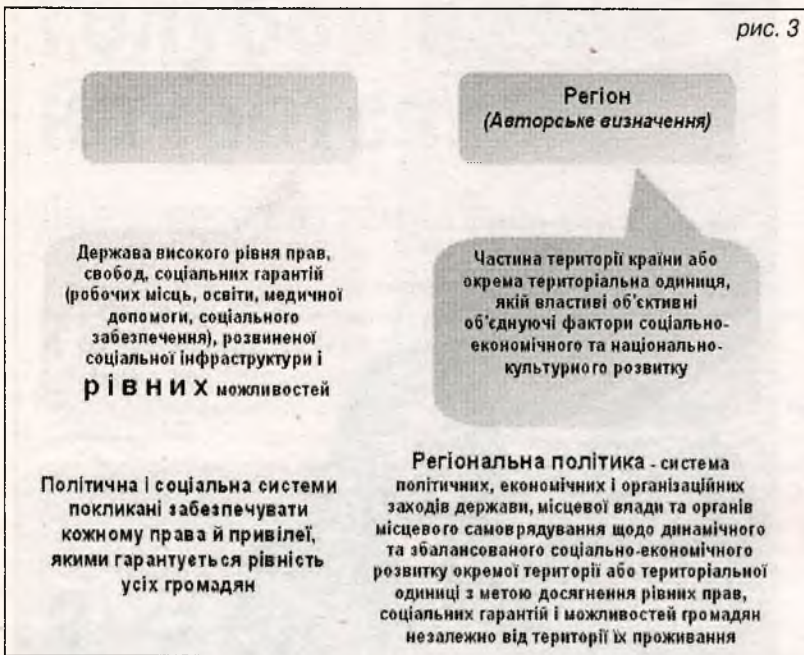 рис. 3
Регіон
(Авторське визначення)
Держава високого рівня прав,
свобод, соціальних гарантій
(робочих місць, освіти, медичної
допомоги, соціального
забезпечення), розвиненої
соціальної інфраструктури і
рівних можливостей
Частина території країни або
окрема територіальна одиниця,
якій властиві об'єктивні
об'єднуючі фактори соціально-
економічного та національно-
культурного розвитку
Політична і соціальна системи
покликані забезпечувати
кожному права й привілеї,
якими гарантується рівність
усіх громадян
Регіональна політика - система
політичних, економічних і організаційних
заходів держави, місцевої влади та органів
місцевого самоврядування щодо динамічного
та збалансованого соціально-економічного
розвитку окремої території або територіальної
одиниці з метою досягнення рівних прав,
соціальних гарантій і можливостей громадян
незалежно від території їх проживання